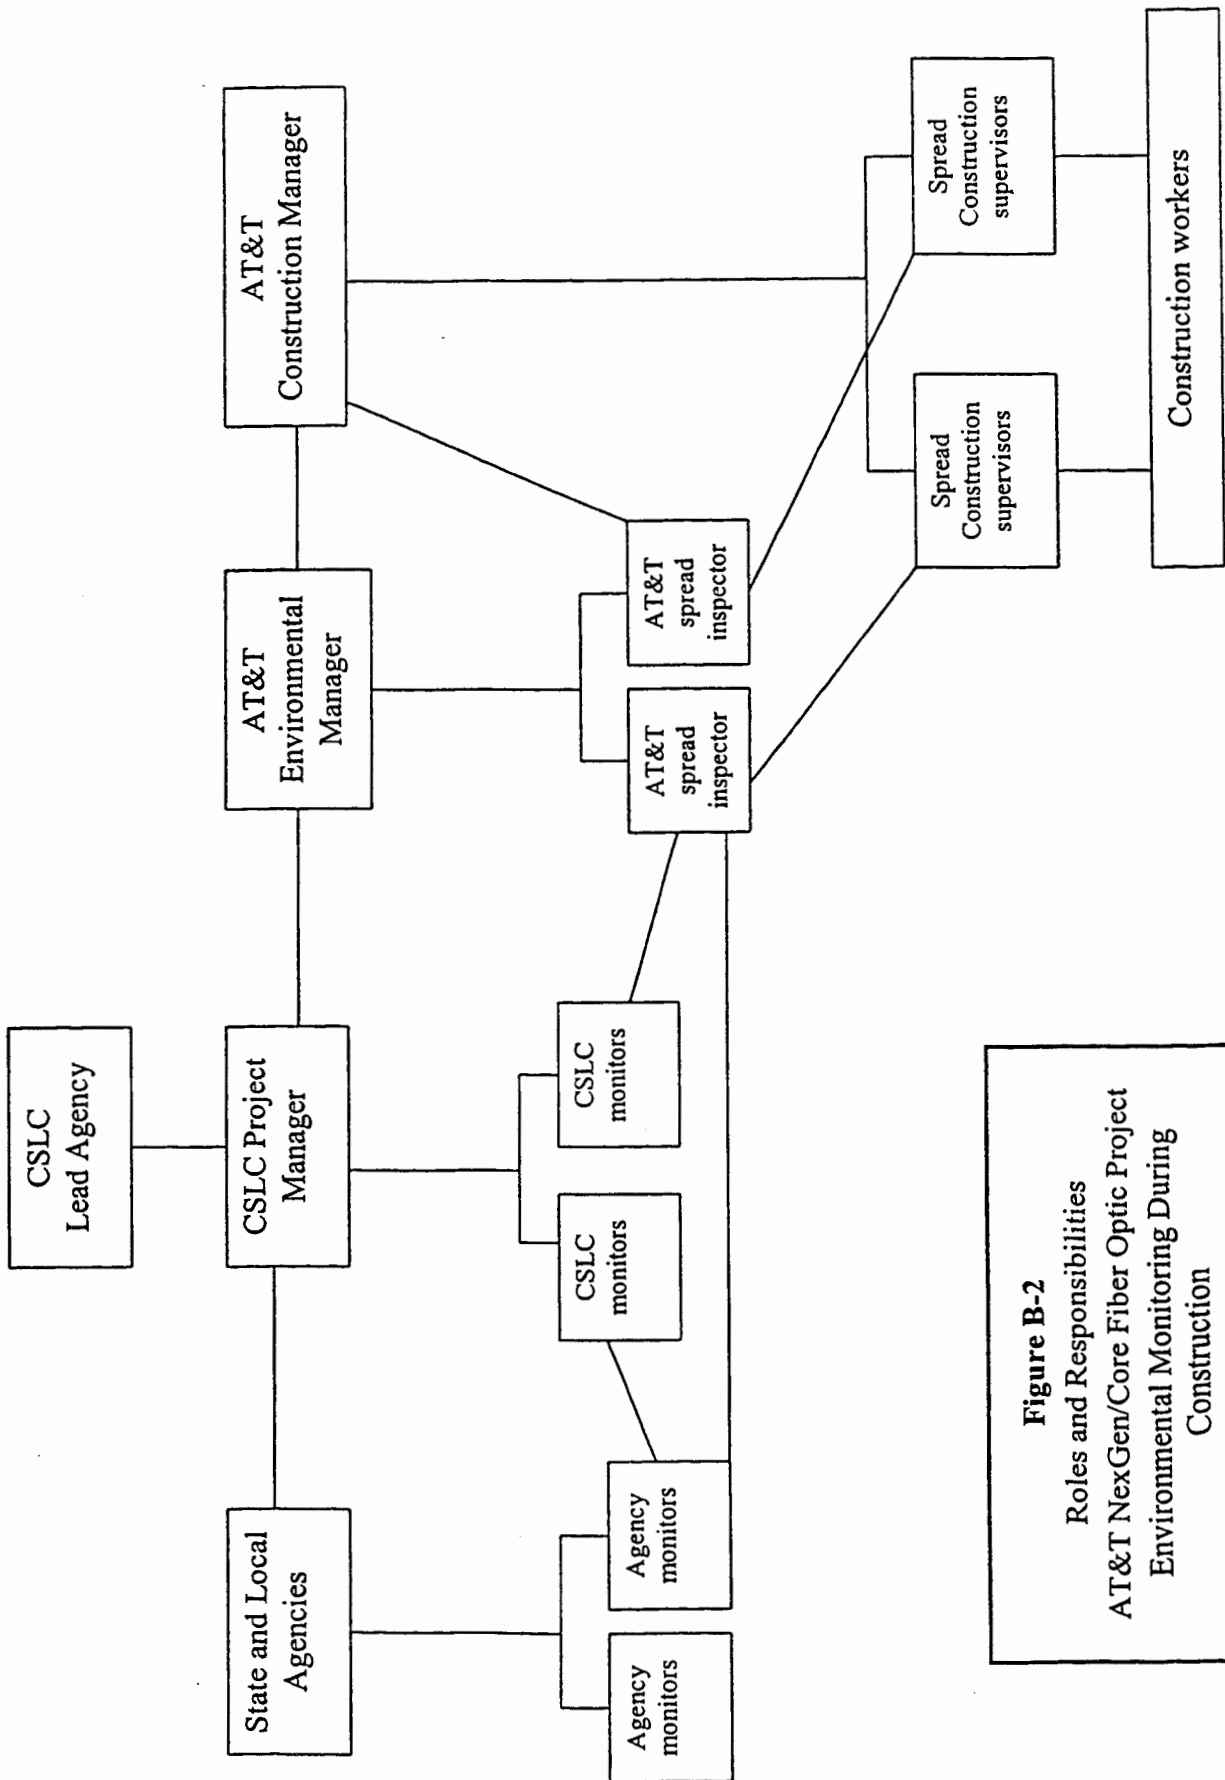 CSLC
Lead Agency
State and Local
Agencies
CSLC Project
Manager
AT&T
Environmental
Manager
AT&T
Construction Manager
Agency
monitors
Agency
monitors
CSLC
monitors
CSLC
monitors
AT&T
spread
inspector
AT&T
spread
inspector
Spread
Construction
supervisors
Spread
Construction
supervisors
Construction workers
Figure B-2
Roles and Responsibilities
AT&T NexGen/Core Fiber Optic Project
Environmental Monitoring During
Construction